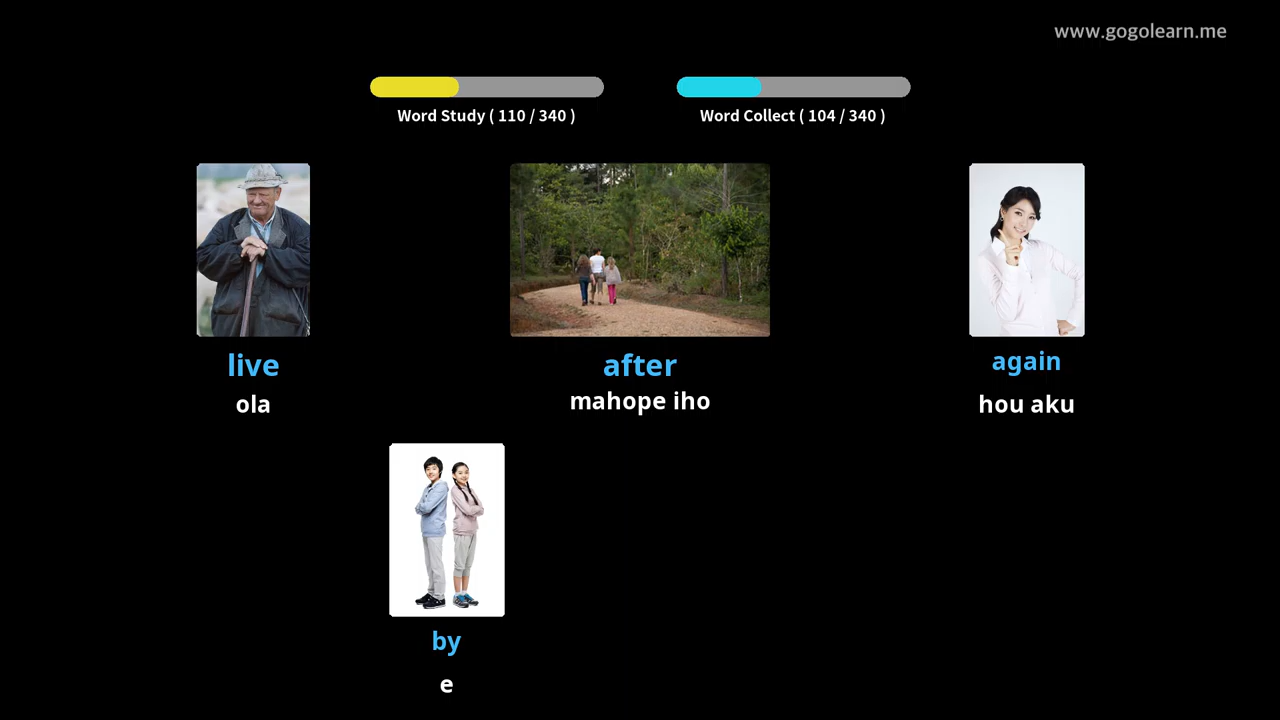 www.gogolearn.me
Word Study ( 110 / 340 )
Word Collect ( 104 / 340 )
live
ola
after
mahope iho
again
hou aku
by
e